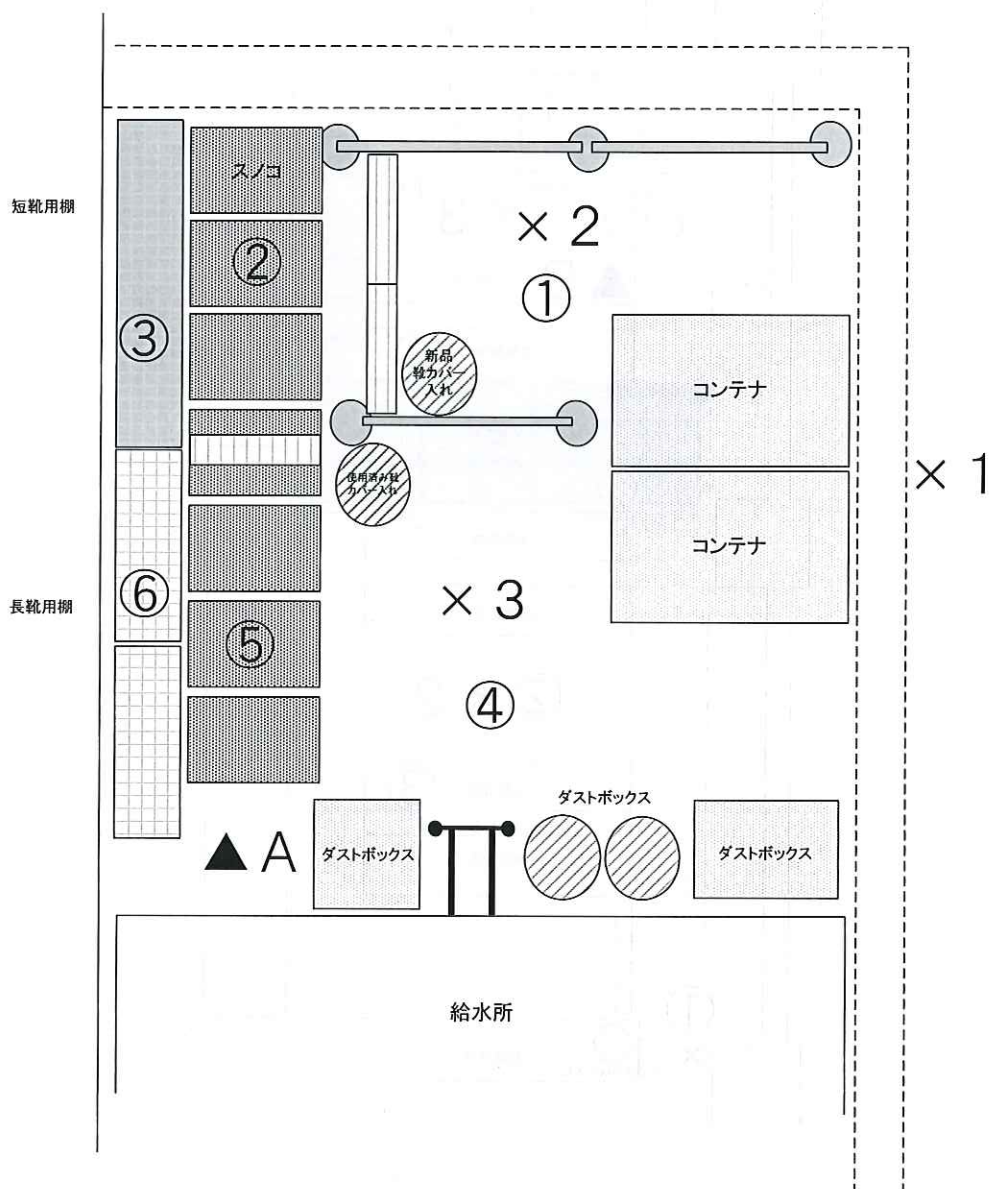 スノコ
短靴用棚
× 2
②
①
③
新品
靴カバー
入れ
コンテナ
× 1
使用済み靴
カバー入れ
コンテナ
長靴用棚
⑥
× 3
⑤
④
ダストボックス
▲ A
ダストボックス
ダストボックス
給水所